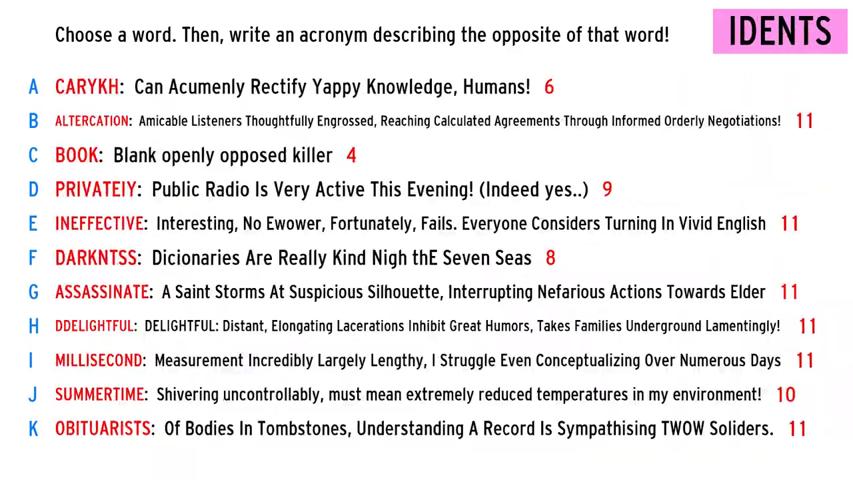 Choose a word. Then, write an acronym describing the opposite of that word!
IDENTS
A CARYKH: Can Acumenly Rectify Yappy Knowledge, Humans! 6
B ALTERCATION: Amicable Listeners Thoughtfully Engrossed, Reaching Calculated Agreements Through Informed Orderly Negotiations! 11
C BOOK: Blank openly opposed killer 4
D PRIVATEIY: Public Radio Is Very Active This Evening! (Indeed yes..) 9
E INEFFECTIVE: Interesting, No Ewower, Fortunately, Fails. Everyone Considers Turning In Vivid English 11
F DARKNTSS: Dicionaries Are Really Kind Nigh thE Seven Seas 8
G ASSASSINATE: A Saint Storms At Suspicious Silhouette, Interrupting Nefarious Actions Towards Elder 11
H DDELIGHTFUL: DELIGHTFUL: Distant, Elongating Lacerations Inhibit Great Humors, Takes Families Underground Lamentingly! 11
I MILLISECOND: Measurement Incredibly Largely Lengthy, I Struggle Even Conceptualizing Over Numerous Days 11
J SUMMERTIME: Shivering uncontrollably, must mean extremely reduced temperatures in my environment! 10
K OBITUARISTS: Of Bodies In Tombstones, Understanding A Record Is Sympathising TWOW Soliders. 11